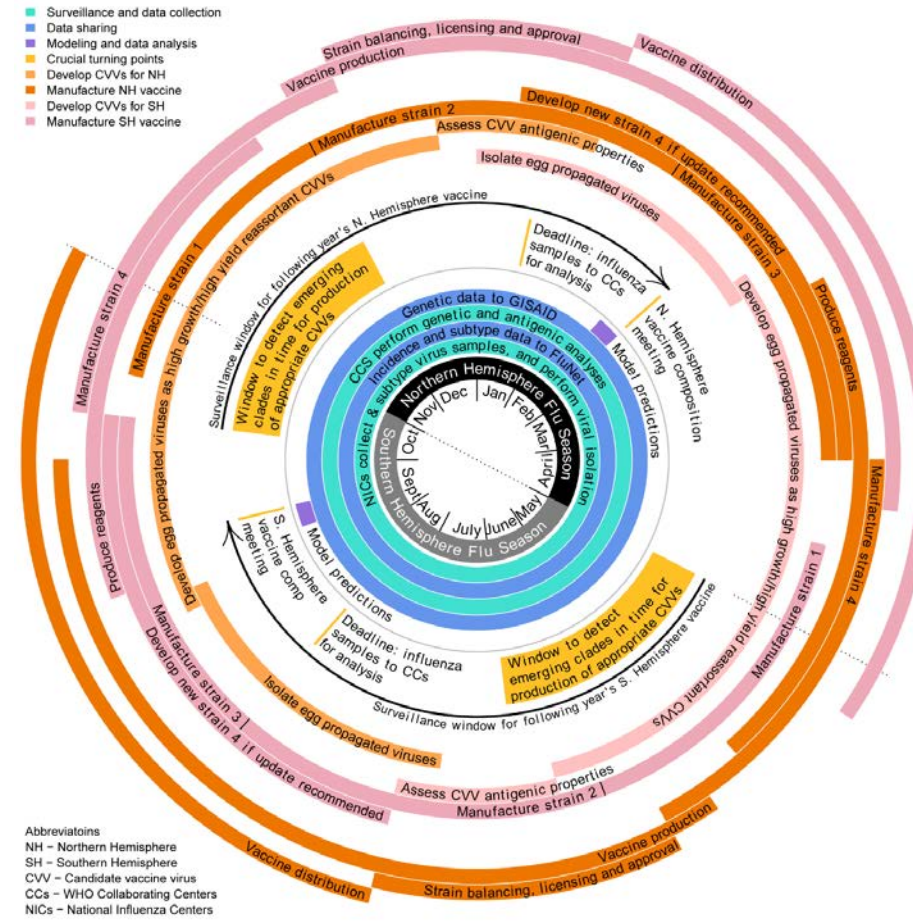 Surveillance and data collection
Data sharing
Modeling and data analysis
Crucial turning points
Develop CVVs for NH
Manufacture NH vaccine
Develop CVVs for SH
Manufacture SH vaccine
Strain balancing, licensing and approval
Vaccine distribution
Vaccine production
Develop new strain 4 if update recommended
Manufacture strain 2 |
Assess CVV antigenic properties
Isolate egg propagated viruses
| Manufacture strain 3
Manufacture strain 1
Manufacture strain 4
Develop egg propagated viruses as high growth/high yield reassortant CVVs
Surveillance window for following year's N. Hemisphere vaccine
Window to detect emerging
clades in time for production
of appropriate CVVs
Deadline: influenza
samples to CCs
for analysis
N. Hemisphere
vaccine composition
meeting
Model predictions
Produce reagents
Genetic data to GISAID
CCS perform genetic and antigenic analyses
Incidence and subtype data to FluNet
NICs collect & subtype virus samples, and perform viral isolation
Northern Hemisphere Flu Season
Southern Hemisphere Flu Season
Jan
Feb
Mar
April
May
June
July
Aug
Sept
Oct
Nov
Dec
Develop egg propagated viruses as high growth/high yield reassortant CVVs
Manufacture strain 4
Manufacture strain 1
Produce reagents
S. Hemisphere
vaccine comp
meeting
Model predictions
Deadline: influenza
samples to CCs
for analysis
Window to detect
emerging clades in time for
production of appropriate CVVs
Surveillance window for following year's S. Hemisphere vaccine
Isolate egg propagated viruses
Manufacture strain 3 |
Develop new strain 4 if update recommended
Assess CVV antigenic properties
Manufacture strain 2 |
Vaccine production
Strain balancing, licensing and approval
Vaccine distribution
Abbreviatoins
NH − Northern Hemisphere
SH − Southern Hemisphere
CVV − Candidate vaccine virus
CCs − WHO Collaborating Centers
NICs − National Influenza Centers